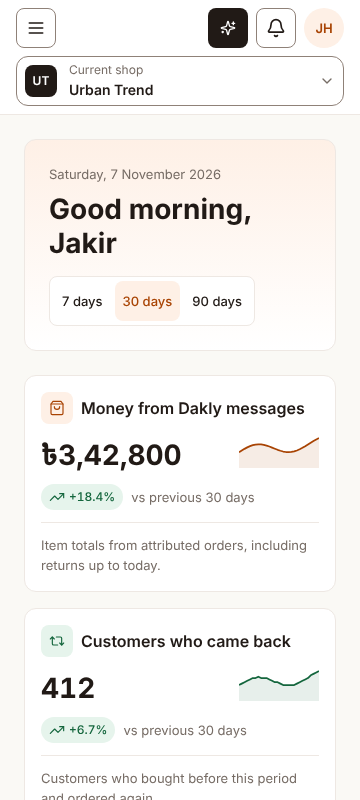 JH
UT
Current shop
Urban Trend
Saturday, 7 November 2026
Good morning,
Jakir
7 days
30 days
90 days
Money from Dakly messages
৳3,42,800
+18.4%
vs previous 30 days
Item totals from attributed orders, including
returns up to today.
Customers who came back
412
+6.7%
vs previous 30 days
Customers who bought before this period
and ordered again